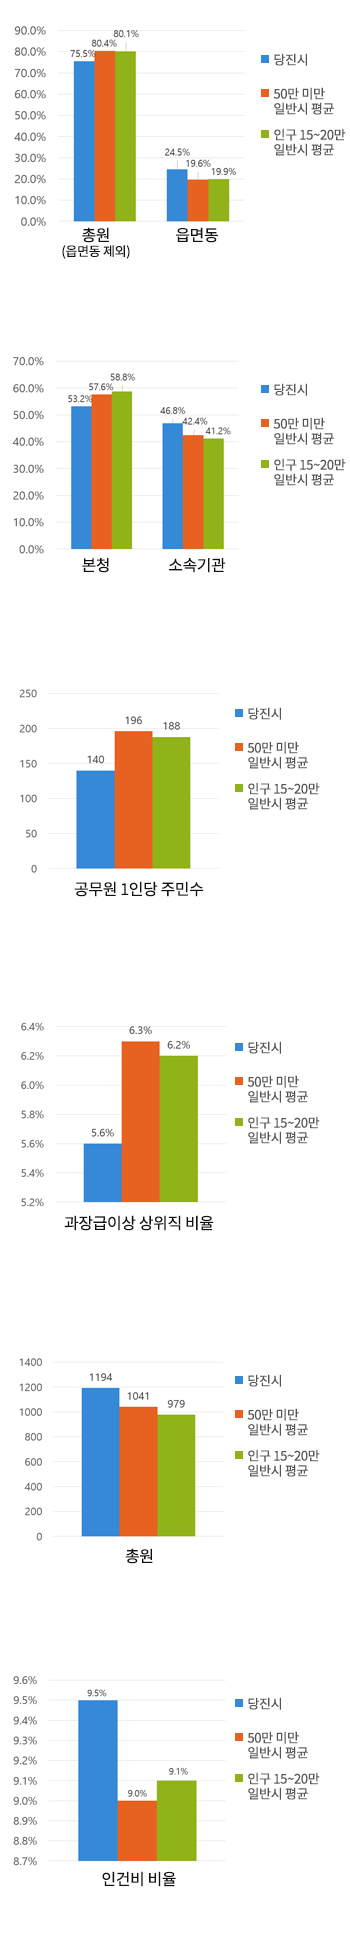 90.0%
80.0%
70.0%
60.0%
50.0%
40.0%
30.0%
20.0%
10.0%
0.0%
75.5%
80.4%
80.1%
24.5%
19.6%
19.9%
총원
(읍면동 제외)
읍면동
당진시
50만 미만
일반시 평균
인구 15~20만
일반시 평균
70.0%
60.0%
50.0%
40.0%
30.0%
20.0%
10.0%
0.0%
53.2%
57.6%
58.8%
46.8%
42.4%
41.2%
본청
소속기관
당진시
50만 미만
일반시 평균
인구 15~20만
일반시 평균
250
200
150
100
50
0
140
196
188
공무원 1인당 주민수
당진시
50만 미만
일반시 평균
인구 15~20만
일반시 평균
6.4%
6.2%
6.0%
5.8%
5.6%
5.4%
5.2%
5.6%
6.3%
6.2%
과장급이상 상위직 비율
당진시
50만 미만
일반시 평균
인구 15~20만
일반시 평균
1400
1200
1000
800
600
400
200
0
1194
1041
979
총원
당진시
50만 미만
일반시 평균
인구 15~20만
일반시 평균
9.6%
9.5%
9.4%
9.3%
9.2%
9.1%
9.0%
8.9%
8.8%
8.7%
9.5%
9.0%
9.1%
인건비 비율
당진시
50만 미만
일반시 평균
인구 15~20만
일반시 평균